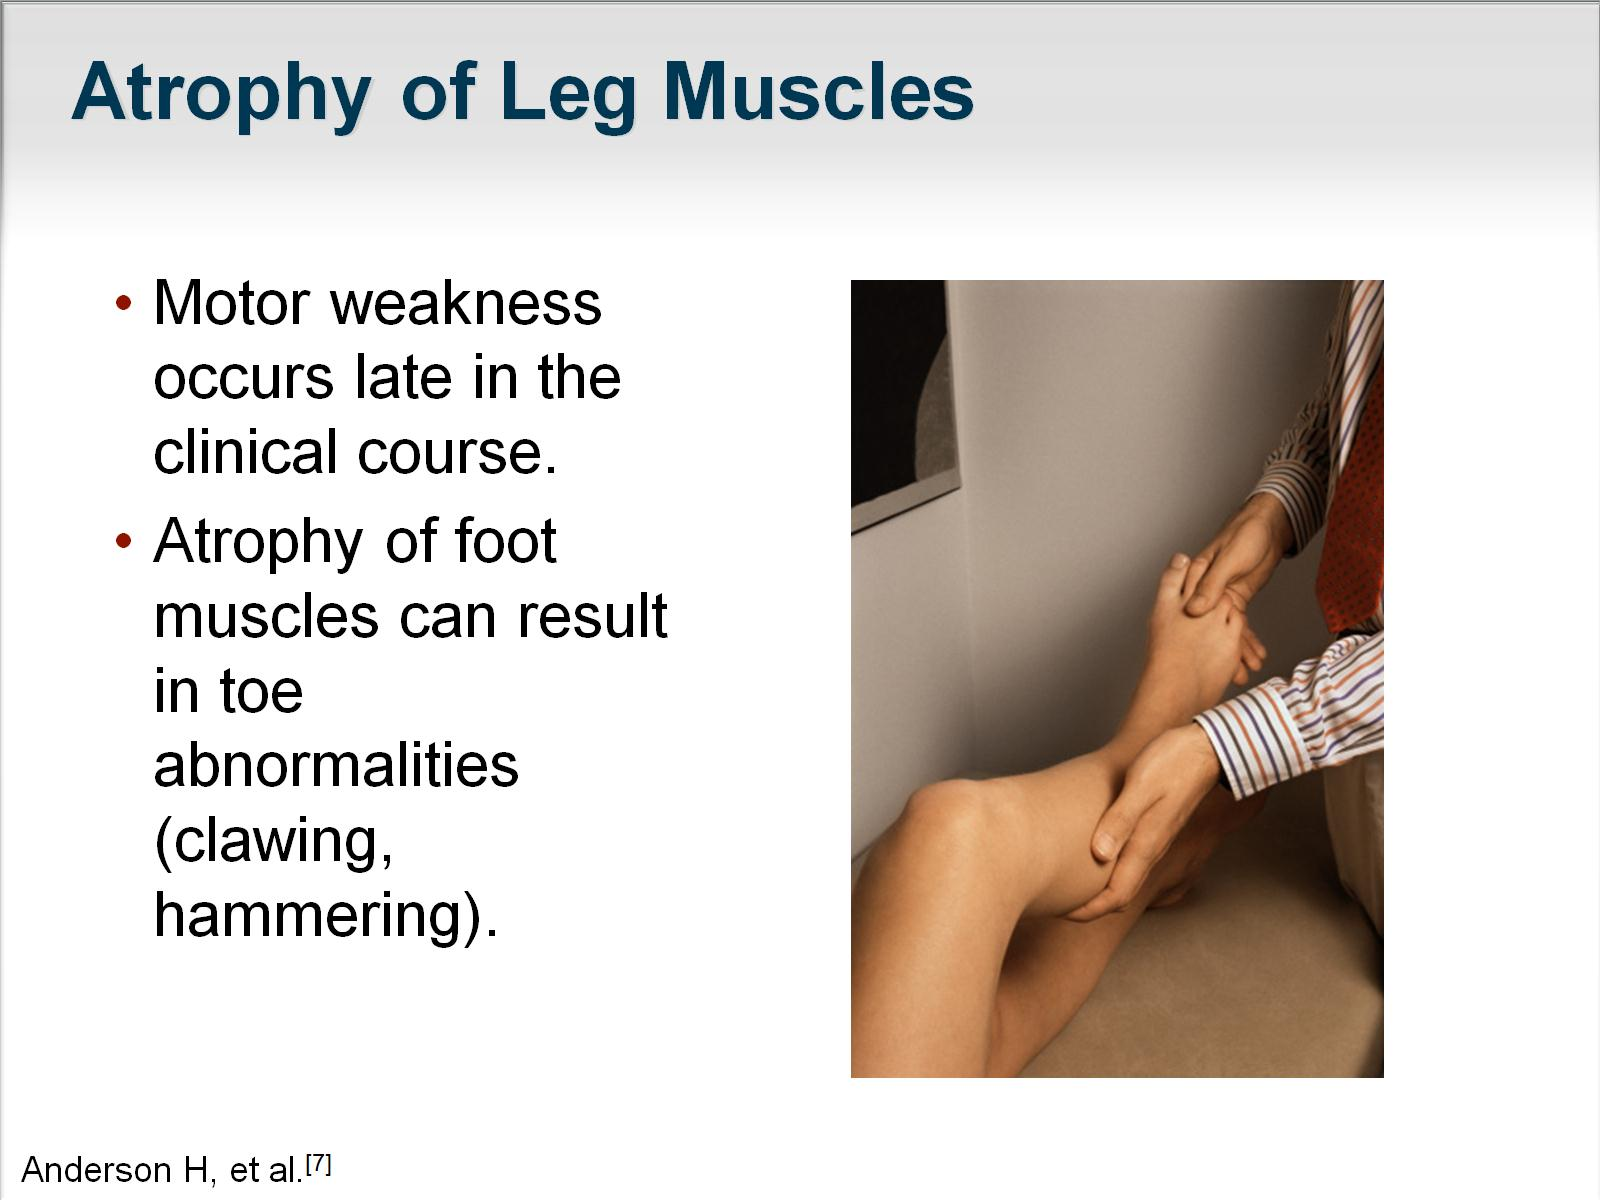 Atrophy of Leg Muscles
• Motor weakness
occurs late in the
clinical course.
• Atrophy of foot
muscles can result
in toe
abnormalities
(clawing,
hammering).
Anderson H, et al.[7]